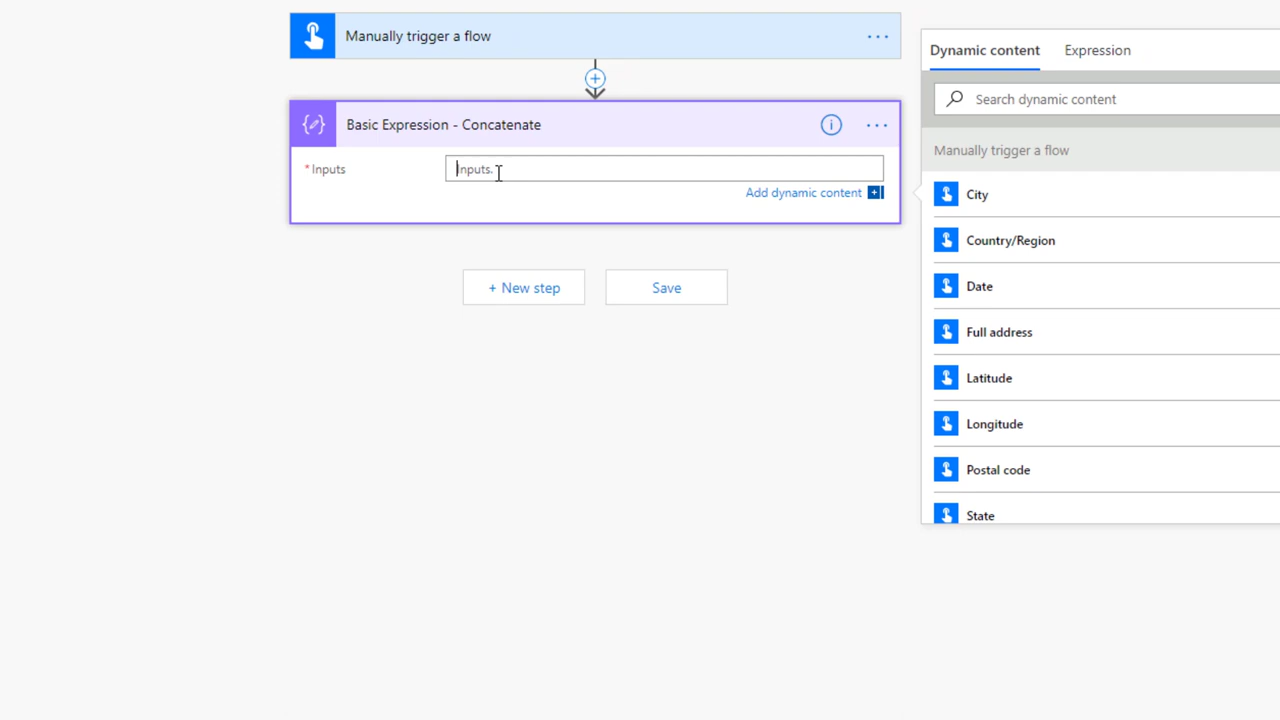 Manually trigger a flow
Basic Expression - Concatenate
* Inputs
Inputs.
Add dynamic content
+ New step
Save
Dynamic content
Expression
Search dynamic content
Manually trigger a flow
City
Country/Region
Date
Full address
Latitude
Longitude
Postal code
State